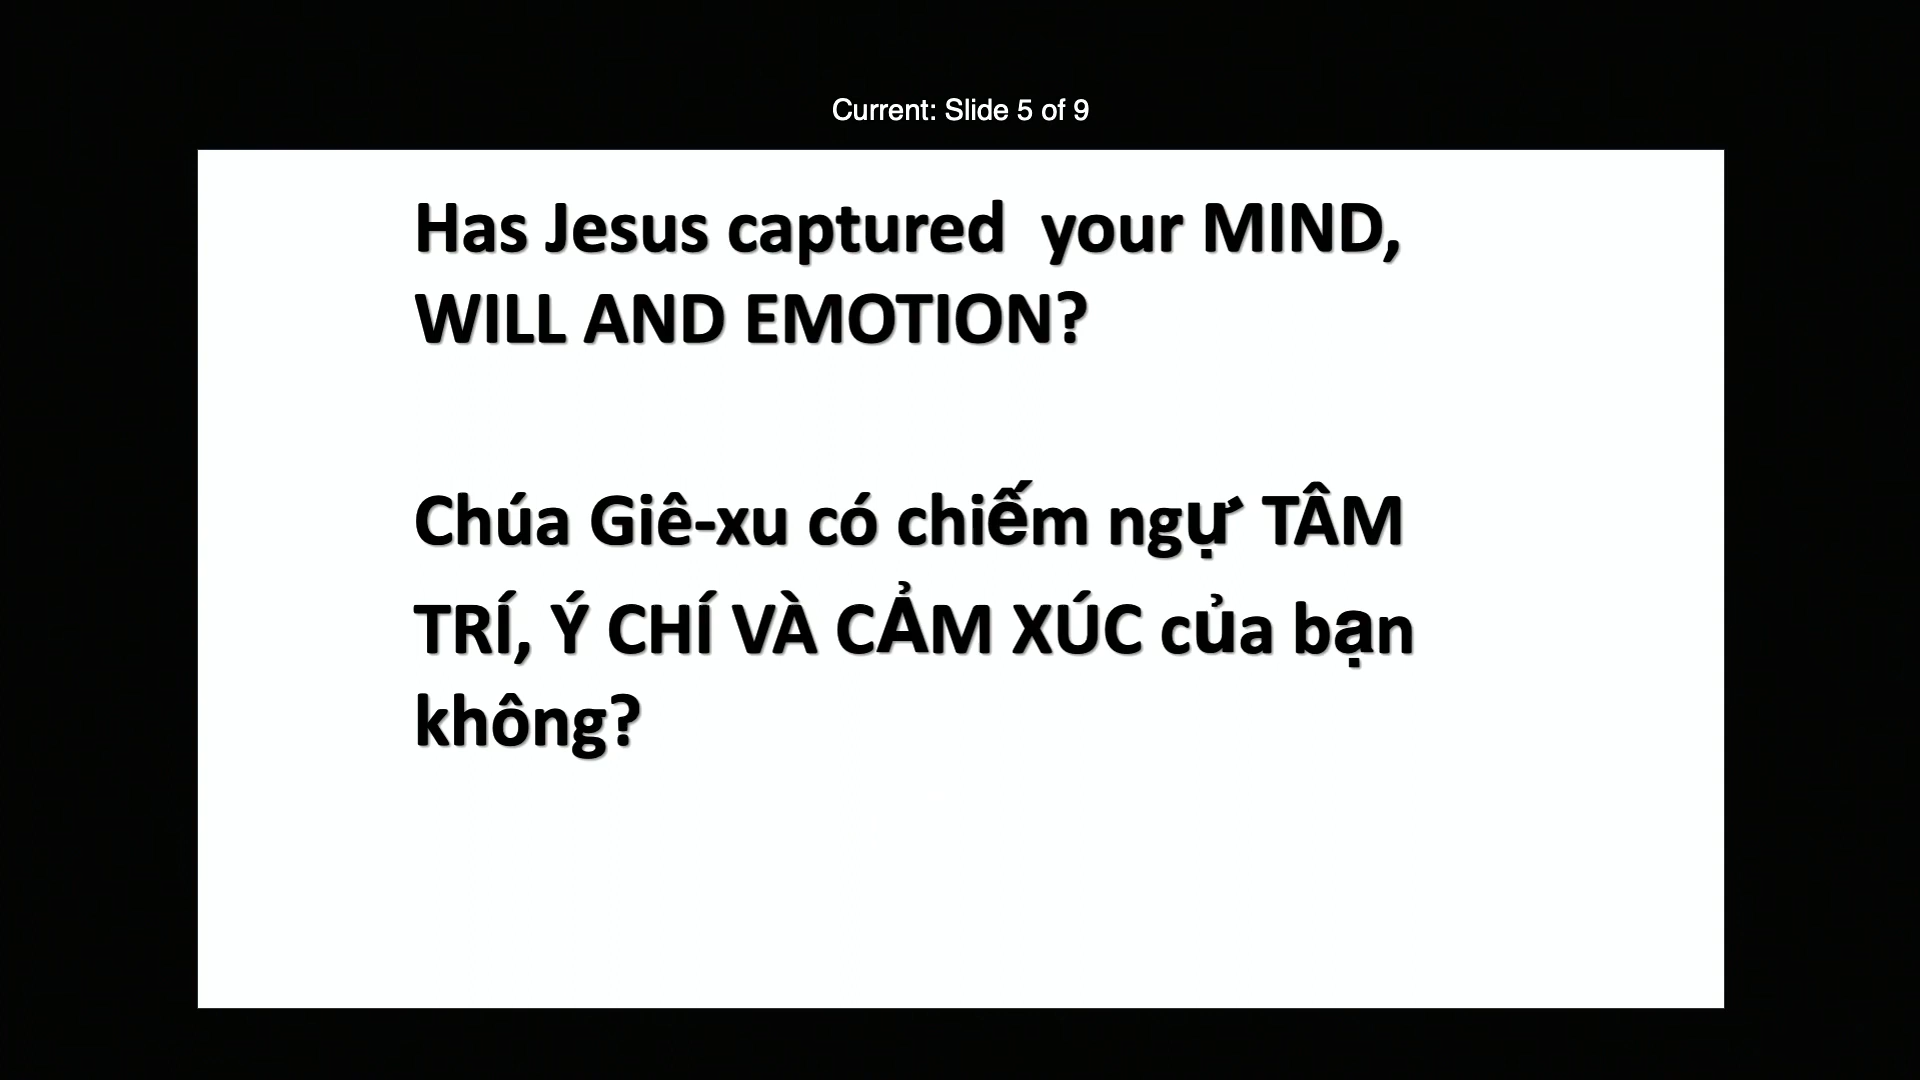 Current: Slide 5 of 9
Has Jesus captured  your MIND,
WILL AND EMOTION?
Chúa Giê-xu có chiếm ngự TÂM
TRÍ, Ý CHÍ VÀ CẢM XÚC của bạn
không?